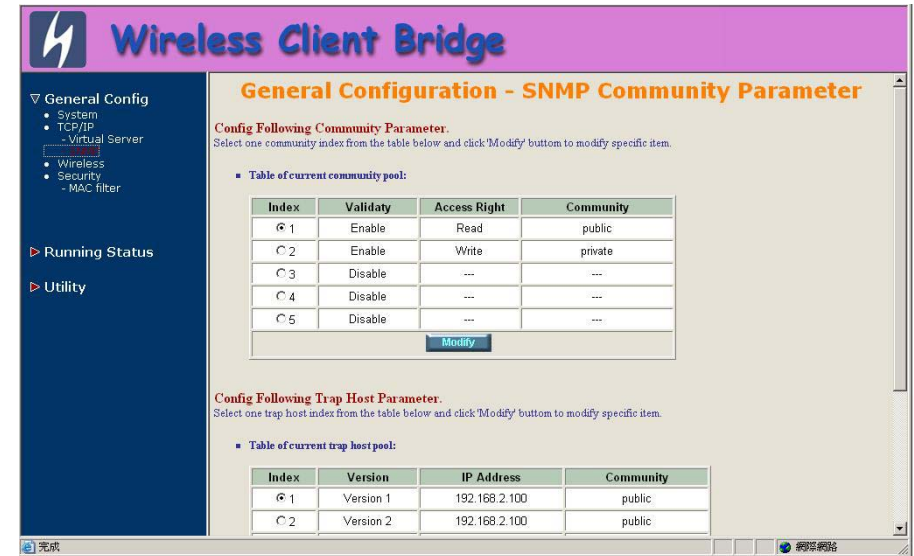 Wireless Client Bridge
General Config
System
TCP/IP
- Virtual Server
Wireless
Security
- MAC filter
Running Status
Utility
General Configuration - SNMP Community Parameter
Config Following Community Parameter.
Select one community index from the table below and click 'Modify' buttom to modify specific item.
Table of current community pool:
Index Validaty Access Right Community
1 Enable Read public
2 Enable Write private
3 Disable --- ---
4 Disable --- ---
5 Disable --- ---
Modify
Config Following Trap Host Parameter.
Select one trap host index from the table below and click 'Modify' buttom to modify specific item.
Table of current trap host pool:
Index Version IP Address Community
1 Version 1 192.168.2.100 public
2 Version 2 192.168.2.100 public
完成 網際網路